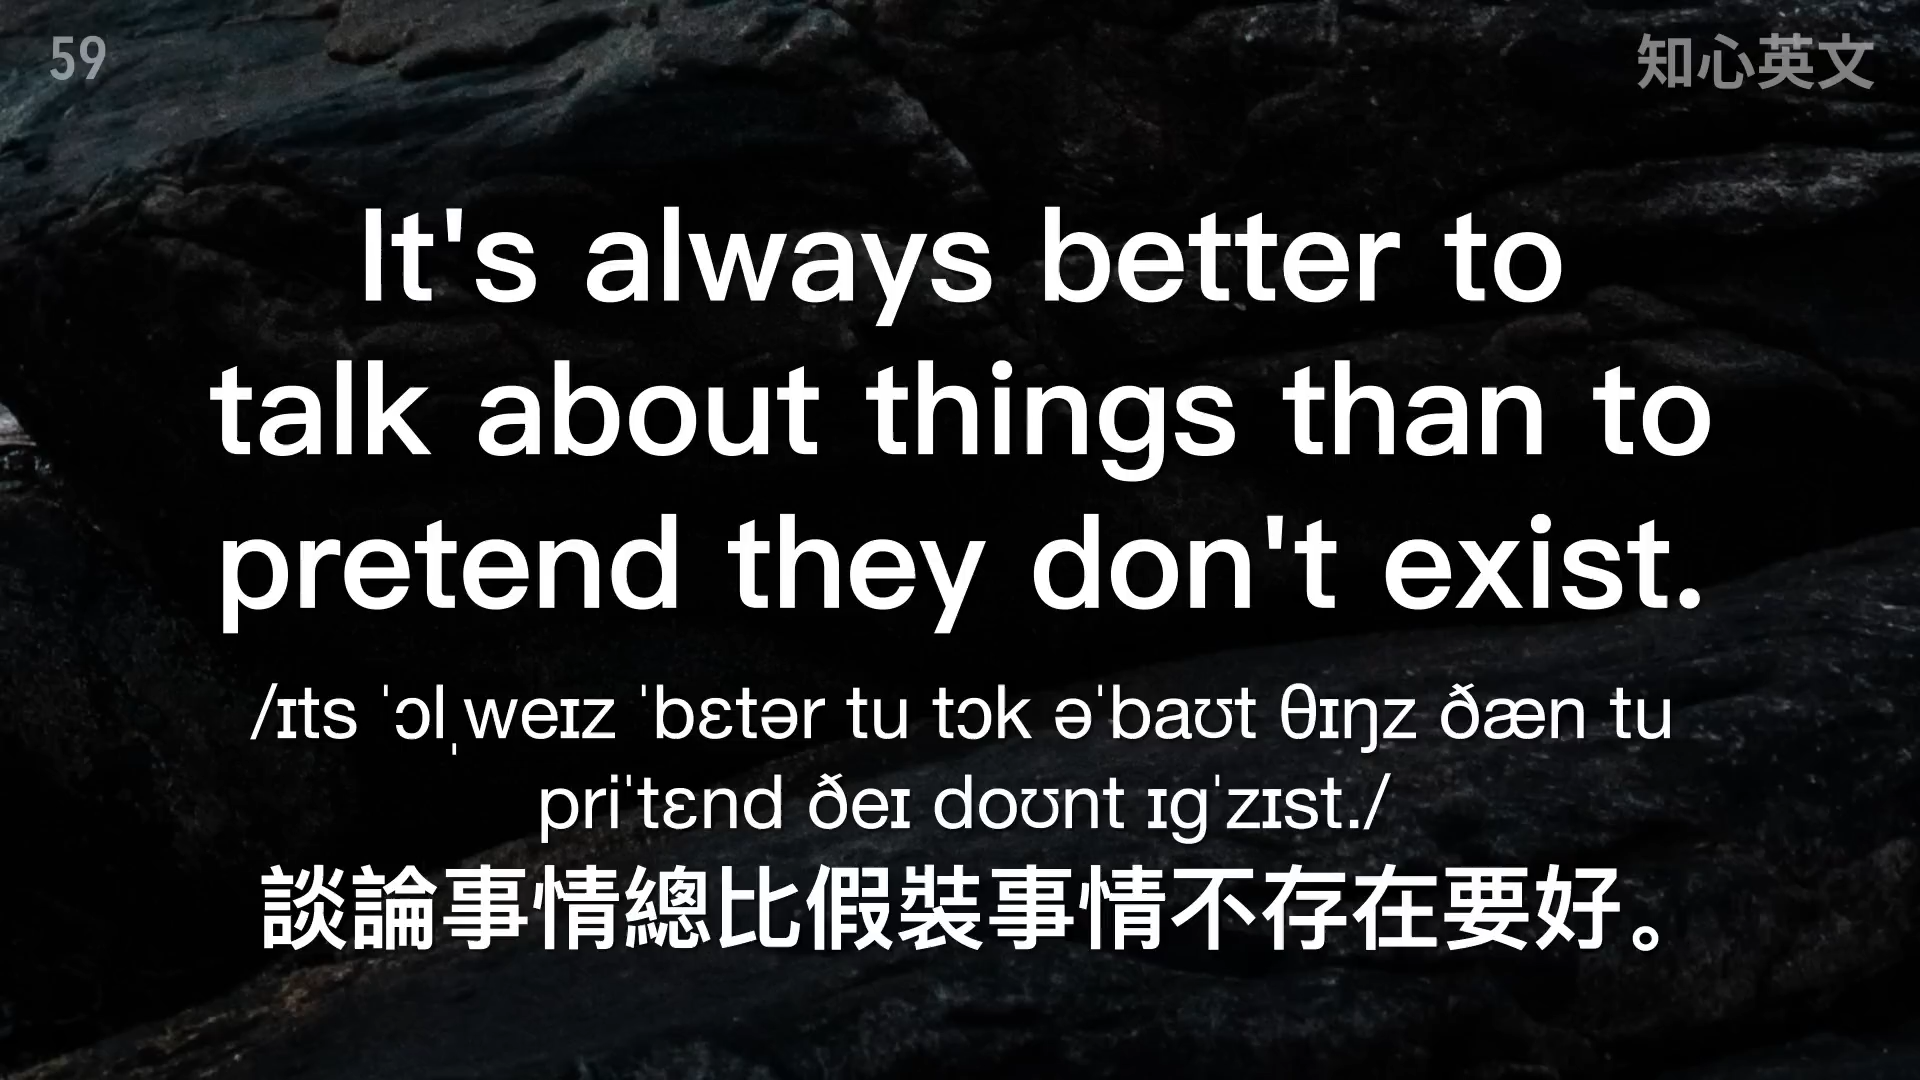 59
知心英文
It's always better to
talk about things than to
pretend they don't exist.
/ɪts ˈɔlˌweɪz ˈbɛtər tu tɔk əˈbaʊt θɪŋz ðæn tu
priˈtɛnd ðeɪ doʊnt ɪgˈzɪst./
談論事情總比假裝事情不存在要好。